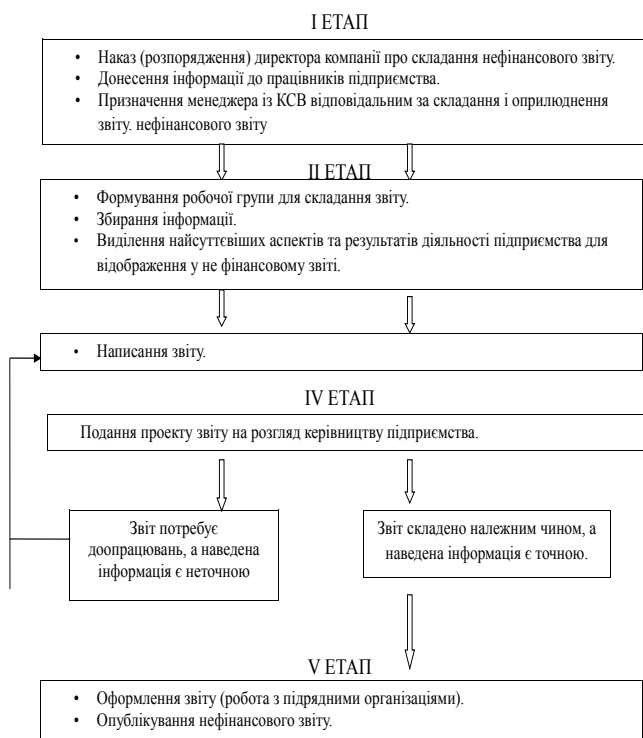 І ЕТАП
• Наказ (розпорядження) директора компанії про складання нефінансового звіту.
• Донесення інформації до працівників підприємства.
• Призначення менеджера із КСВ відповідальним за складання і оприлюднення
звіту. нефінансового звіту
ІІ ЕТАП
• Формування робочої групи для складання звіту.
• Збирання інформації.
• Виділення найсуттєвіших аспектів та результатів діяльності підприємства для
відображення у не фінансовому звіті.
• Написання звіту.
IV ЕТАП
Подання проекту звіту на розгляд керівництву підприємства.
Звіт потребує
доопрацювань, а наведена
інформація є неточною
Звіт складено належним чином, а
наведена інформація є точною.
V ЕТАП
• Оформлення звіту (робота з підрядними організаціями).
• Опублікування нефінансового звіту.